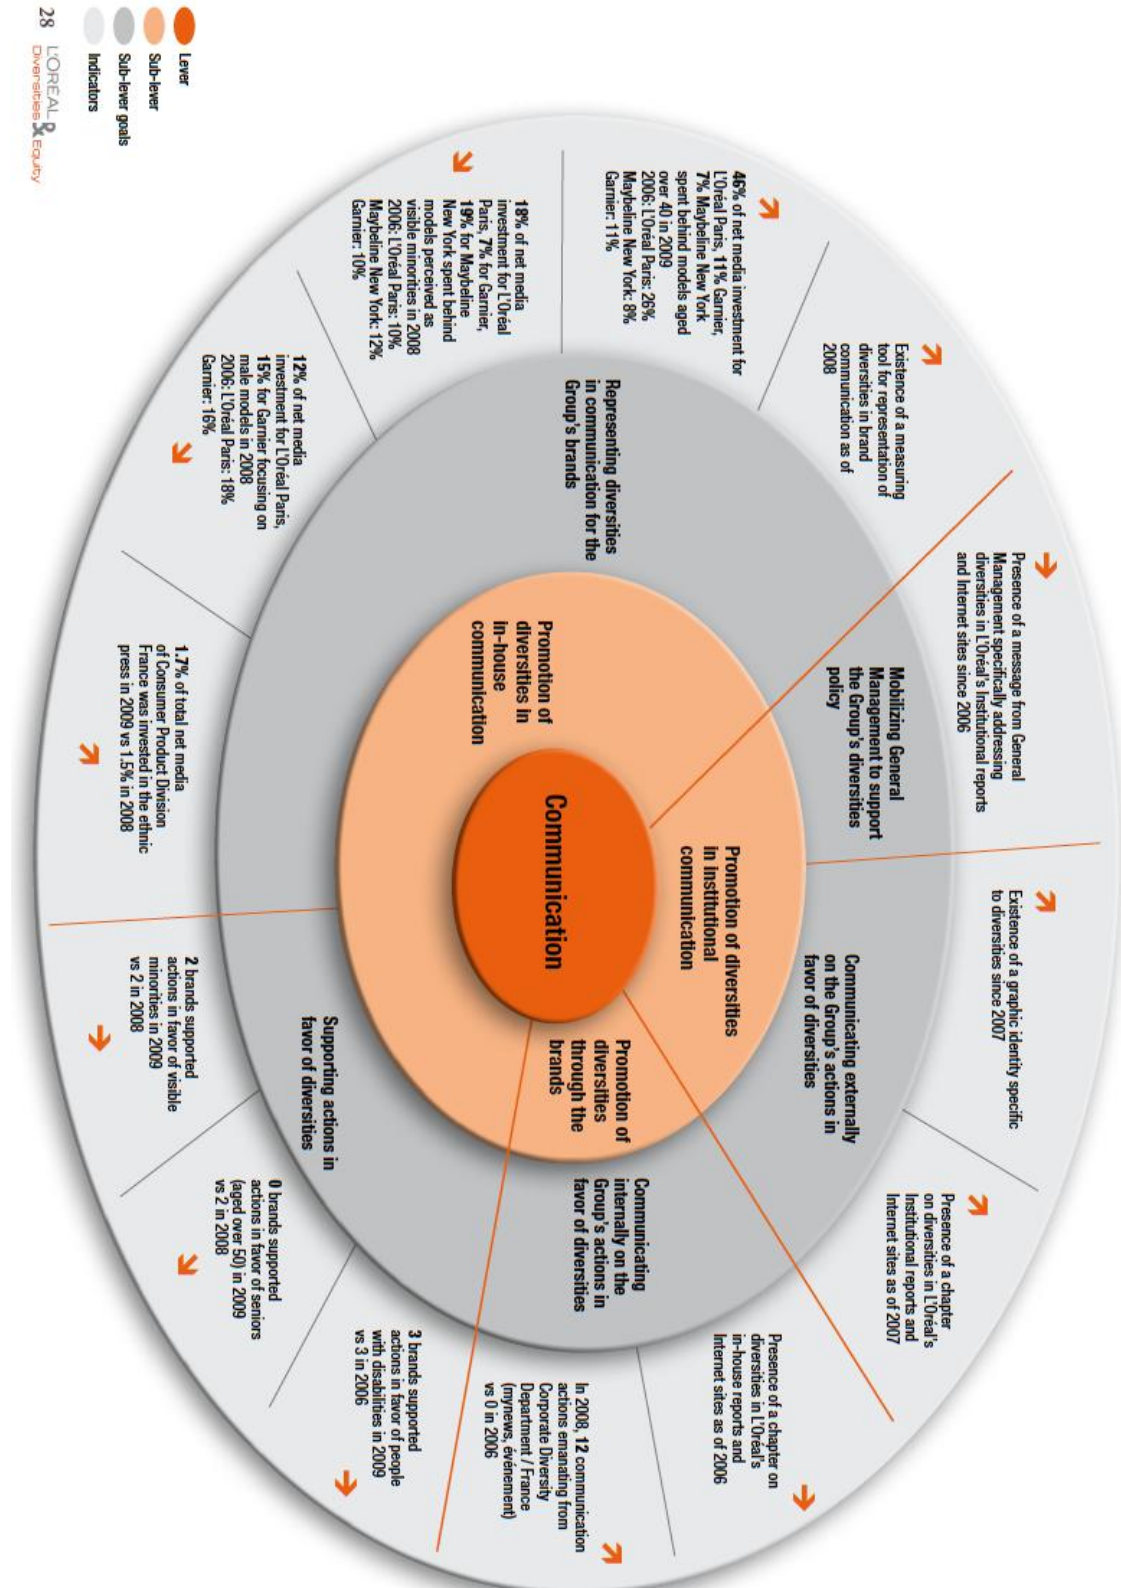 Lever
Sub-lever
Sub-lever goals
Indicators
28 L'ORÉAL
Diversities & Equity
Communication
Promotion of diversities
in institutional
communication
Promotion of
diversities in
in-house
communication
Promotion of
diversities
through the
brands
Representing diversities
in communication for the
Group's brands
Mobilizing General
Management to support
the Group's diversities
policy
Communicating externally
on the Group's actions in
favor of diversities
Communicating
internally on the
Group's actions in
favor of diversities
Supporting actions in
favor of diversities
46% of net media investment for
L'Oréal Paris, 11% Garnier,
7% Maybeline New York
spent behind models aged
over 40 in 2009
2006: L'Oréal Paris: 26%
Maybeline New York: 8%
Garnier: 11%
Existence of a measuring
tool for representation of
diversities in brand
communication as of
2008
Presence of a message from General
Management specifically addressing
diversities in L'Oréal's Institutional reports
and Internet sites since 2006
Existence of a graphic identity specific
to diversities since 2007
Presence of a chapter
on diversities in L'Oréal's
Institutional reports and
Internet sites as of 2007
Presence of a chapter on
diversities in L'Oréal's
in-house reports and
Internet sites as of 2006
In 2008, 12 communication
actions emanating from
Corporate Diversity
Department / France
(mynews, événement)
vs 0 in 2006
3 brands supported
actions in favor of people
with disabilities in 2009
vs 3 in 2006
0 brands supported
actions in favor of seniors
(aged over 50) in 2009
vs 2 in 2008
2 brands supported
actions in favor of visible
minorities in 2009
vs 2 in 2008
1.7% of total net media
of Consumer Product Division
France was invested in the ethnic
press in 2009 vs 1.5% in 2008
12% of net media
investment for L'Oréal Paris,
15% for Garnier focusing on
male models in 2008
2006: L'Oréal Paris: 18%
Garnier: 16%
18% of net media
investment for L'Oréal
Paris, 7% for Garnier,
19% for Maybeline
New York spent behind
models perceived as
visible minorities in 2008
2006: L'Oréal Paris: 10%
Maybeline New York: 12%
Garnier: 10%